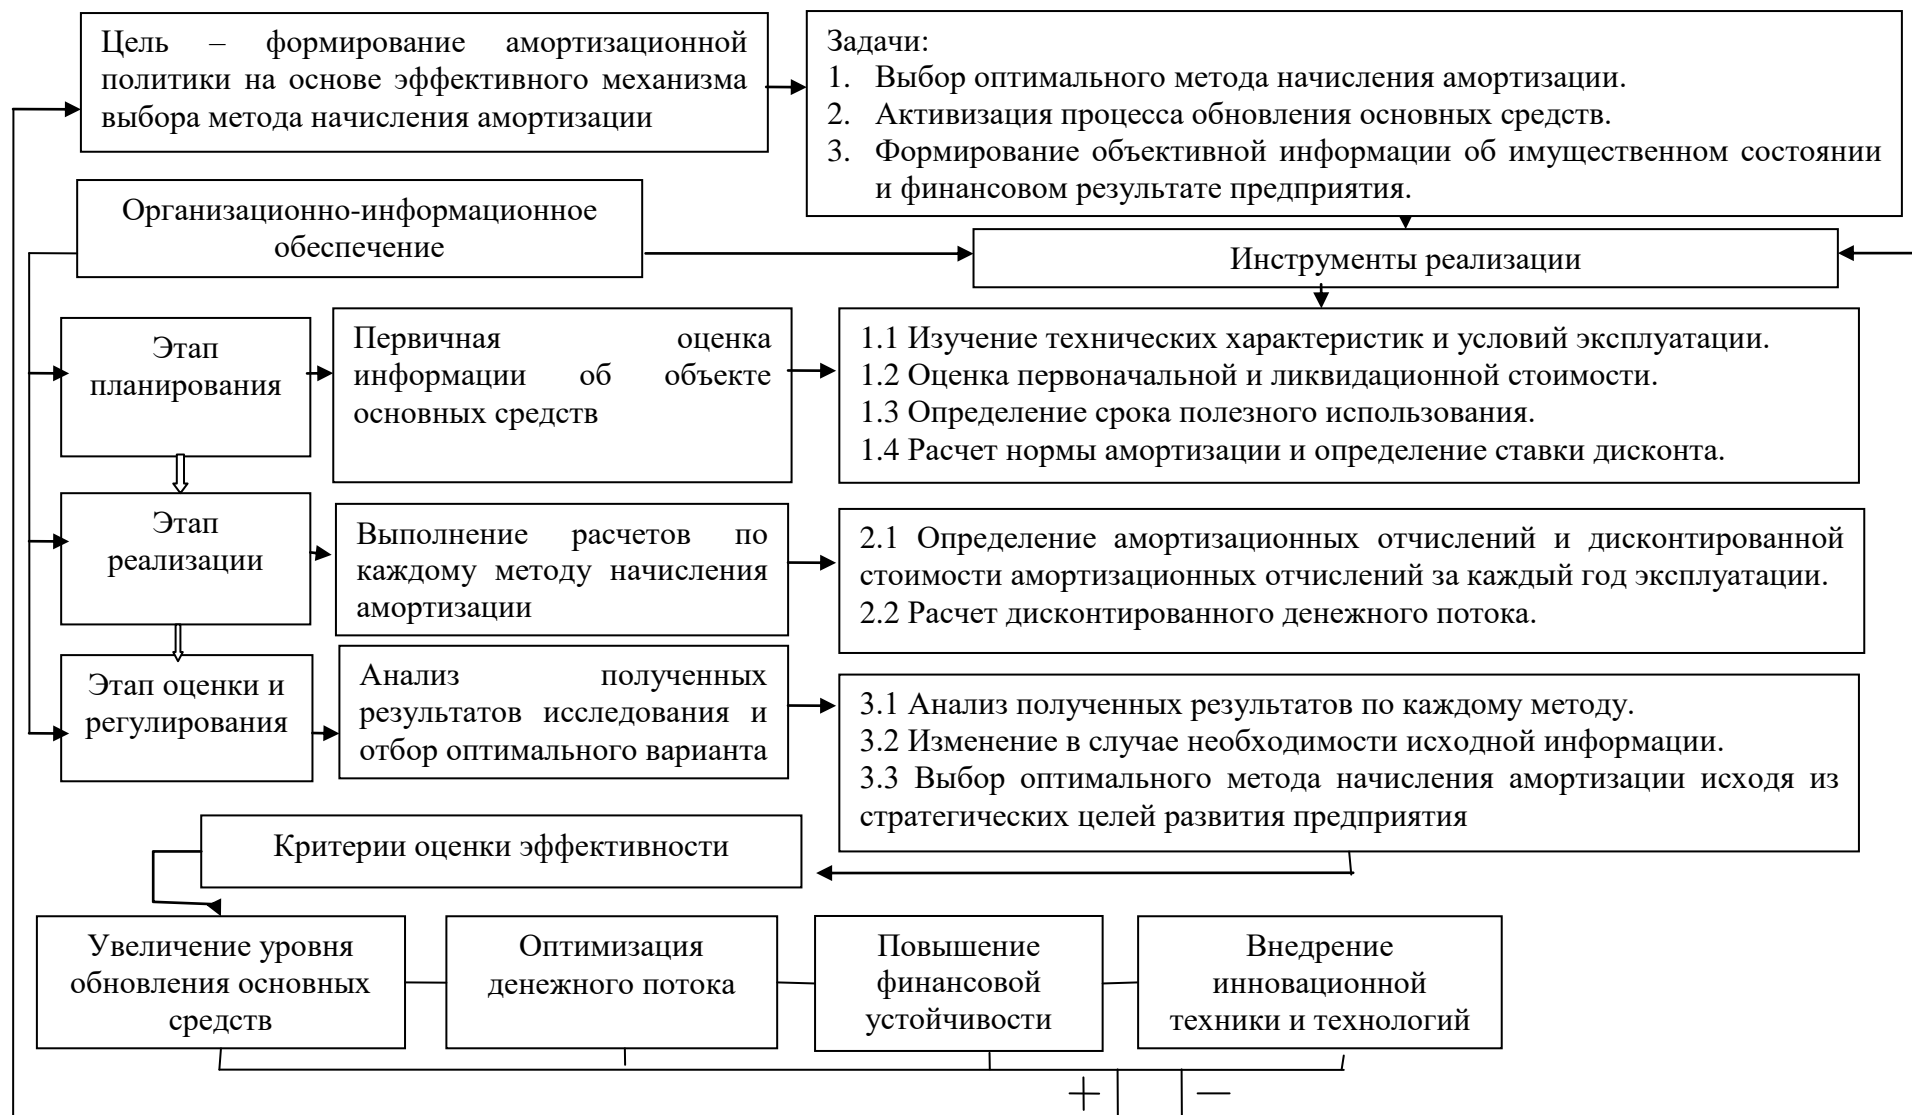 Цель – формирование амортизационной
политики на основе эффективного механизма
выбора метода начисления амортизации
Задачи:
1. Выбор оптимального метода начисления амортизации.
2. Активизация процесса обновления основных средств.
3. Формирование объективной информации об имущественном состоянии
и финансовом результате предприятия.
Организационно-информационное
обеспечение
Инструменты реализации
Этап
планирования
Первичная оценка
информации об объекте
основных средств
1.1 Изучение технических характеристик и условий эксплуатации.
1.2 Оценка первоначальной и ликвидационной стоимости.
1.3 Определение срока полезного использования.
1.4 Расчет нормы амортизации и определение ставки дисконта.
Этап
реализации
Выполнение расчетов по
каждому методу начисления
амортизации
2.1 Определение амортизационных отчислений и дисконтированной
стоимости амортизационных отчислений за каждый год эксплуатации.
2.2 Расчет дисконтированного денежного потока.
Этап оценки и
регулирования
Анализ полученных
результатов исследования и
отбор оптимального варианта
3.1 Анализ полученных результатов по каждому методу.
3.2 Изменение в случае необходимости исходной информации.
3.3 Выбор оптимального метода начисления амортизации исходя из
стратегических целей развития предприятия
Критерии оценки эффективности
Увеличение уровня
обновления основных
средств
Оптимизация
денежного потока
Повышение
финансовой
устойчивости
Внедрение
инновационной
техники и технологий
+
—